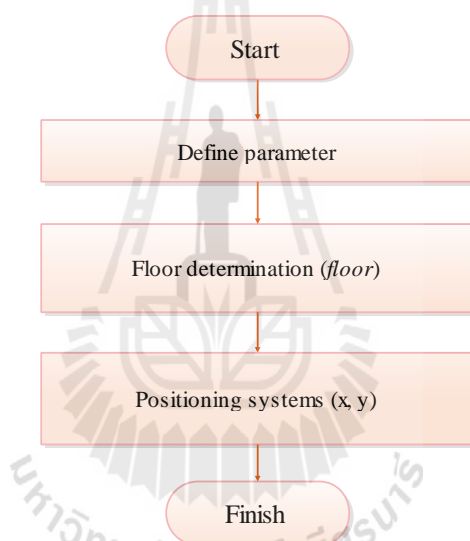 Start
Define parameter
Floor determination (floor)
Positioning systems (x, y)
Finish